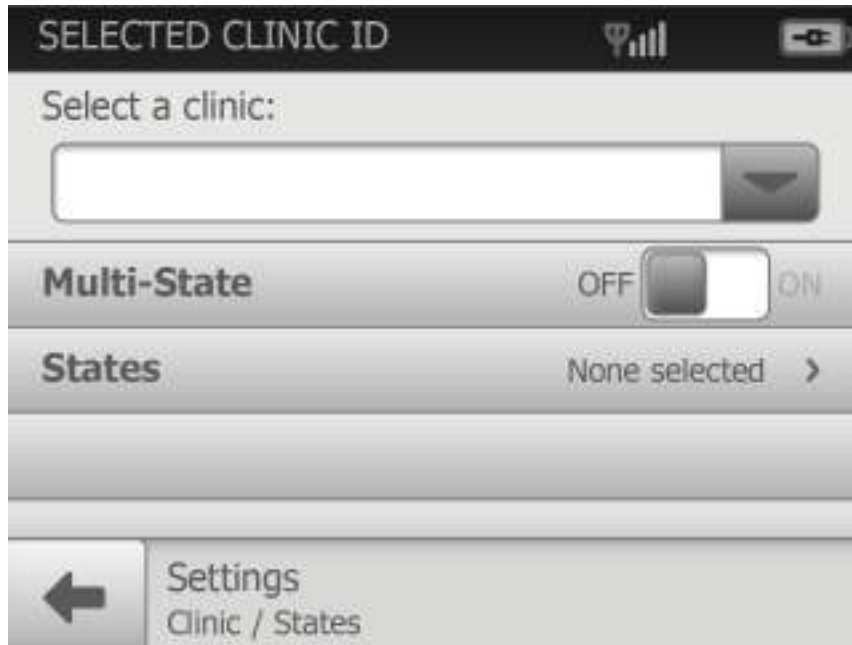 SELECTED CLINIC ID
Select a clinic:
Multi-State OFF ON
States None selected >
Settings
Clinic / States